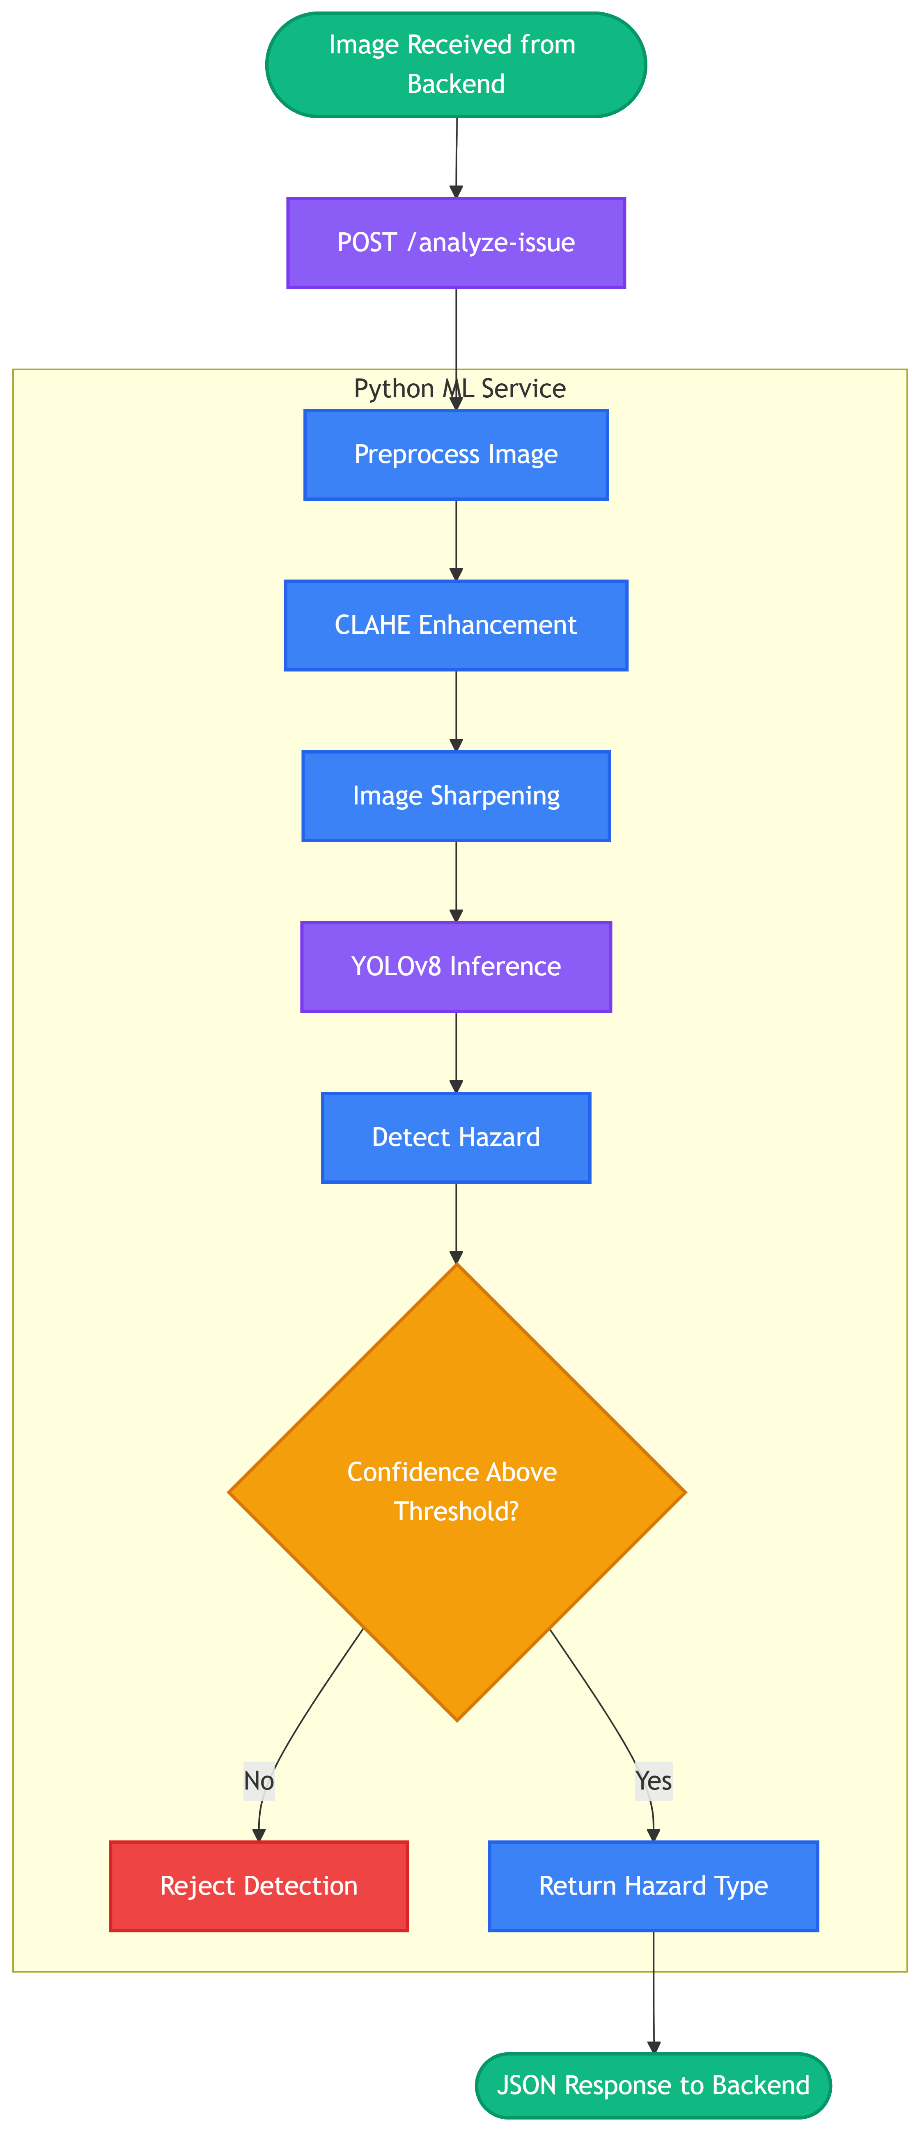 Image Received from
Backend
POST /analyze-issue
Python ML Service
Preprocess Image
CLAHE Enhancement
Image Sharpening
YOLOv8 Inference
Detect Hazard
Confidence Above
Threshold?
No
Yes
Reject Detection
Return Hazard Type
JSON Response to Backend